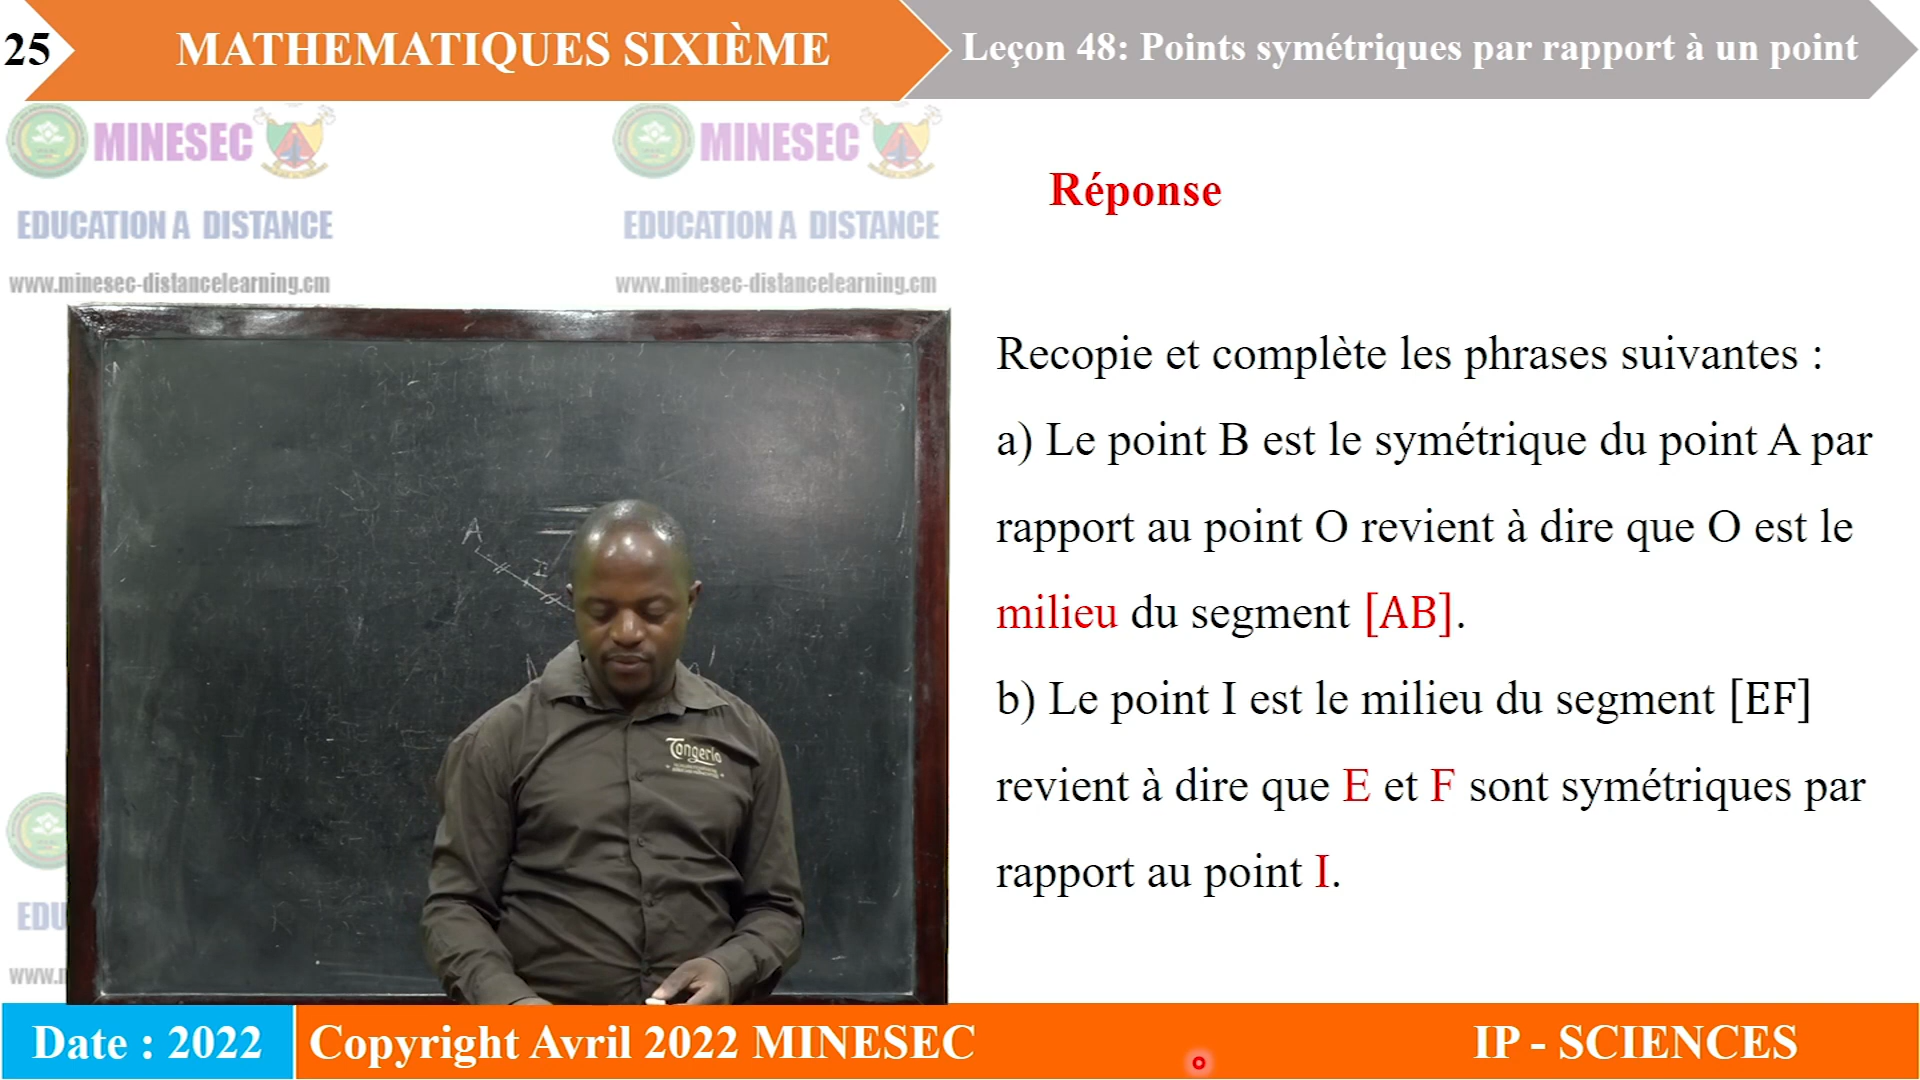 25
MATHEMATIQUES SIXIÈME
Leçon 48: Points symétriques par rapport à un point
MINESEC
MINESEC
EDUCATION A DISTANCE
EDUCATION A DISTANCE
www.minesec-distancelearning.cm
www.minesec-distancelearning.cm
Réponse
Recopie et complète les phrases suivantes :
a) Le point B est le symétrique du point A par
rapport au point O revient à dire que O est le
milieu du segment [AB].
b) Le point I est le milieu du segment [EF]
revient à dire que E et F sont symétriques par
rapport au point I.
A
I
Tongerlo
EDU
www.
Date : 2022
Copyright Avril 2022 MINESEC
IP - SCIENCES